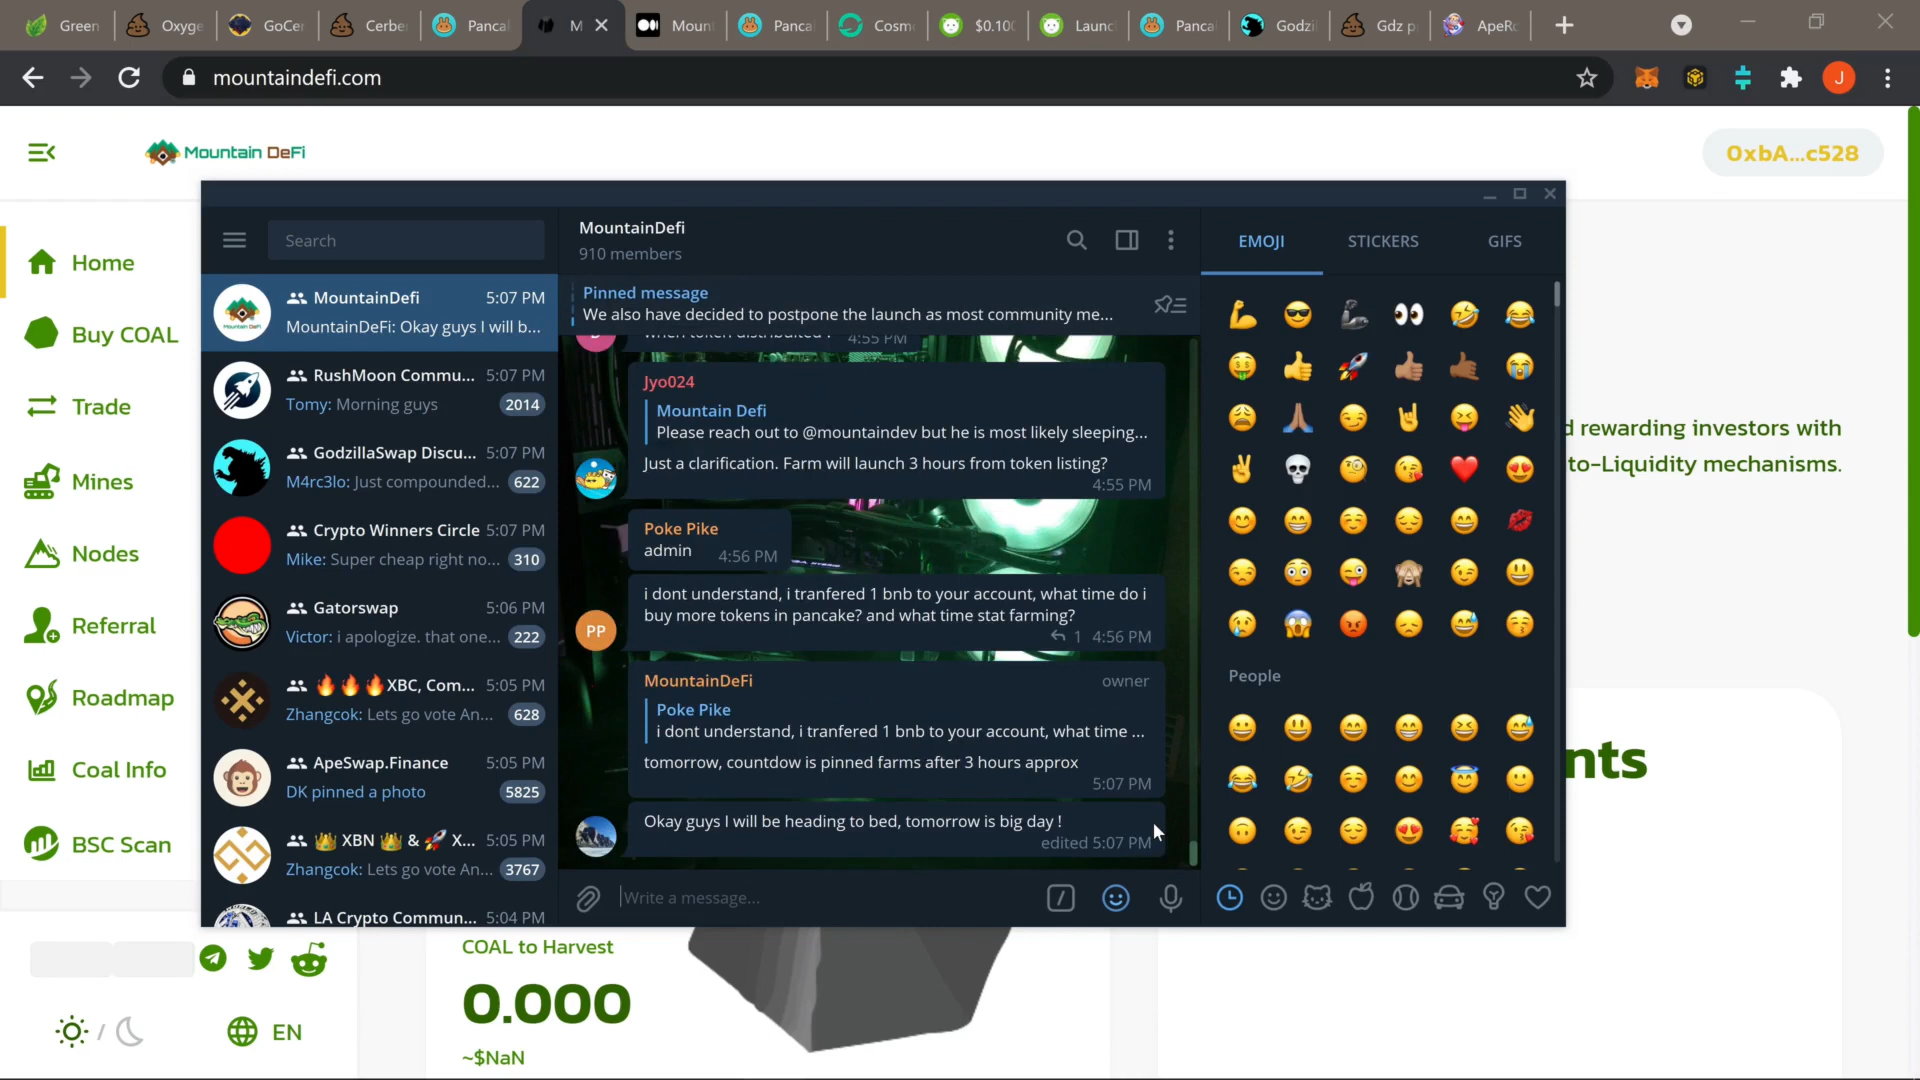 Green
Oxyge
GoCer
Cerbe
Panca
M
Moun
Panca
Cosm
$0.10
Launc
Panca
Godzi
Gdz p
ApeRo
mountaindefi.com
J
Mountain DeFi
0xbA...c528
Home
Buy COAL
Trade
Mines
Nodes
Referral
Roadmap
Coal Info
BSC Scan
/
EN
Search
MountainDefi 5:07 PM
MountainDeFi: Okay guys I will b...
RushMoon Commu... 5:07 PM
Tomy: Morning guys 2014
GodzillaSwap Discu... 5:07 PM
M4rc3lo: Just compounded... 622
Crypto Winners Circle 5:07 PM
Mike: Super cheap right no... 310
Gatorswap 5:06 PM
Victor: i apologize. that one... 222
🔥🔥🔥XBC, Com... 5:05 PM
Zhangcok: Lets go vote An... 628
ApeSwap.Finance 5:05 PM
DK pinned a photo 5825
👑 XBN 👑 & 🚀 X... 5:05 PM
Zhangcok: Lets go vote An... 3767
LA Crypto Commun... 5:04 PM
MountainDefi
910 members
Pinned message
We also have decided to postpone the launch as most community me...
when token distributed ? 4:55 PM
Jyo024
Mountain Defi
Please reach out to @mountaindev but he is most likely sleeping...
Just a clarification. Farm will launch 3 hours from token listing?
4:55 PM
Poke Pike
admin 4:56 PM
i dont understand, i tranfered 1 bnb to your account, what time do i
buy more tokens in pancake? and what time stat farming?
1 4:56 PM
PP
MountainDeFi owner
Poke Pike
i dont understand, i tranfered 1 bnb to your account, what time ...
tomorrow, countdow is pinned farms after 3 hours approx
5:07 PM
Okay guys I will be heading to bed, tomorrow is big day !
edited 5:07 PM
Write a message...
EMOJI STICKERS GIFS
People
d rewarding investors with
to-Liquidity mechanisms.
nts
COAL to Harvest
0.000
~$NaN